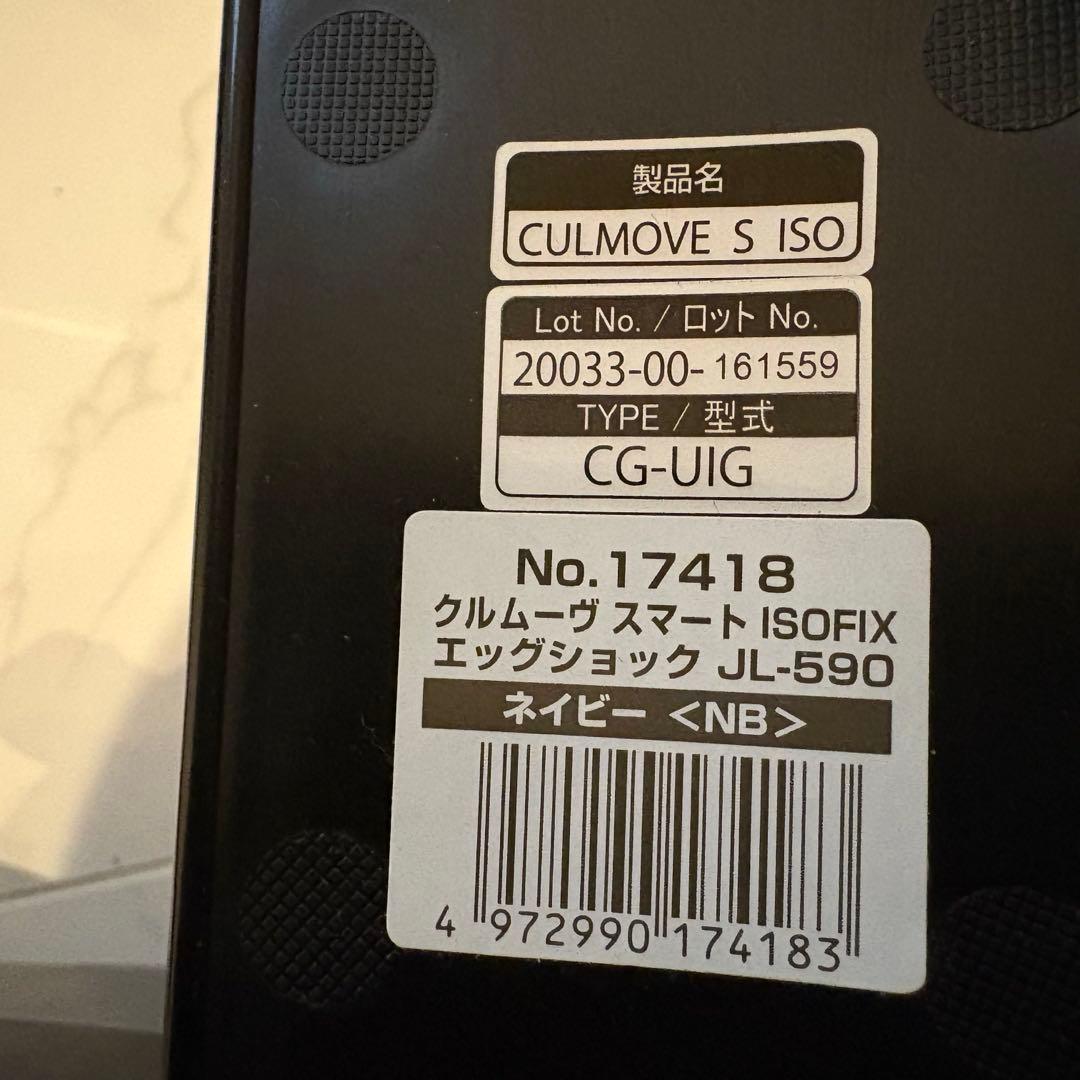 製品名
CULMOVE S ISO
Lot No. / ロット No.
20033-00-161559
TYPE / 型式
CG-UIG
No.17418
クルムーヴ スマート ISOFIX
エッグショック JL-590
ネイビー <NB>
4 972990 174183